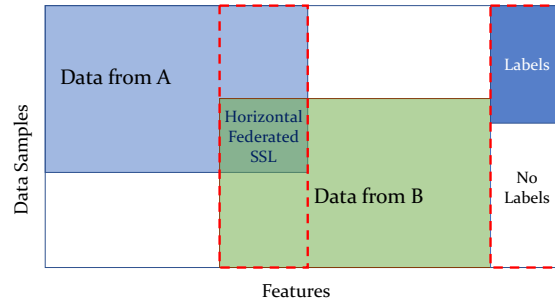 Data from A
Labels
Horizontal
Federated
SSL
Data Samples
Data from B
No
Labels
Features